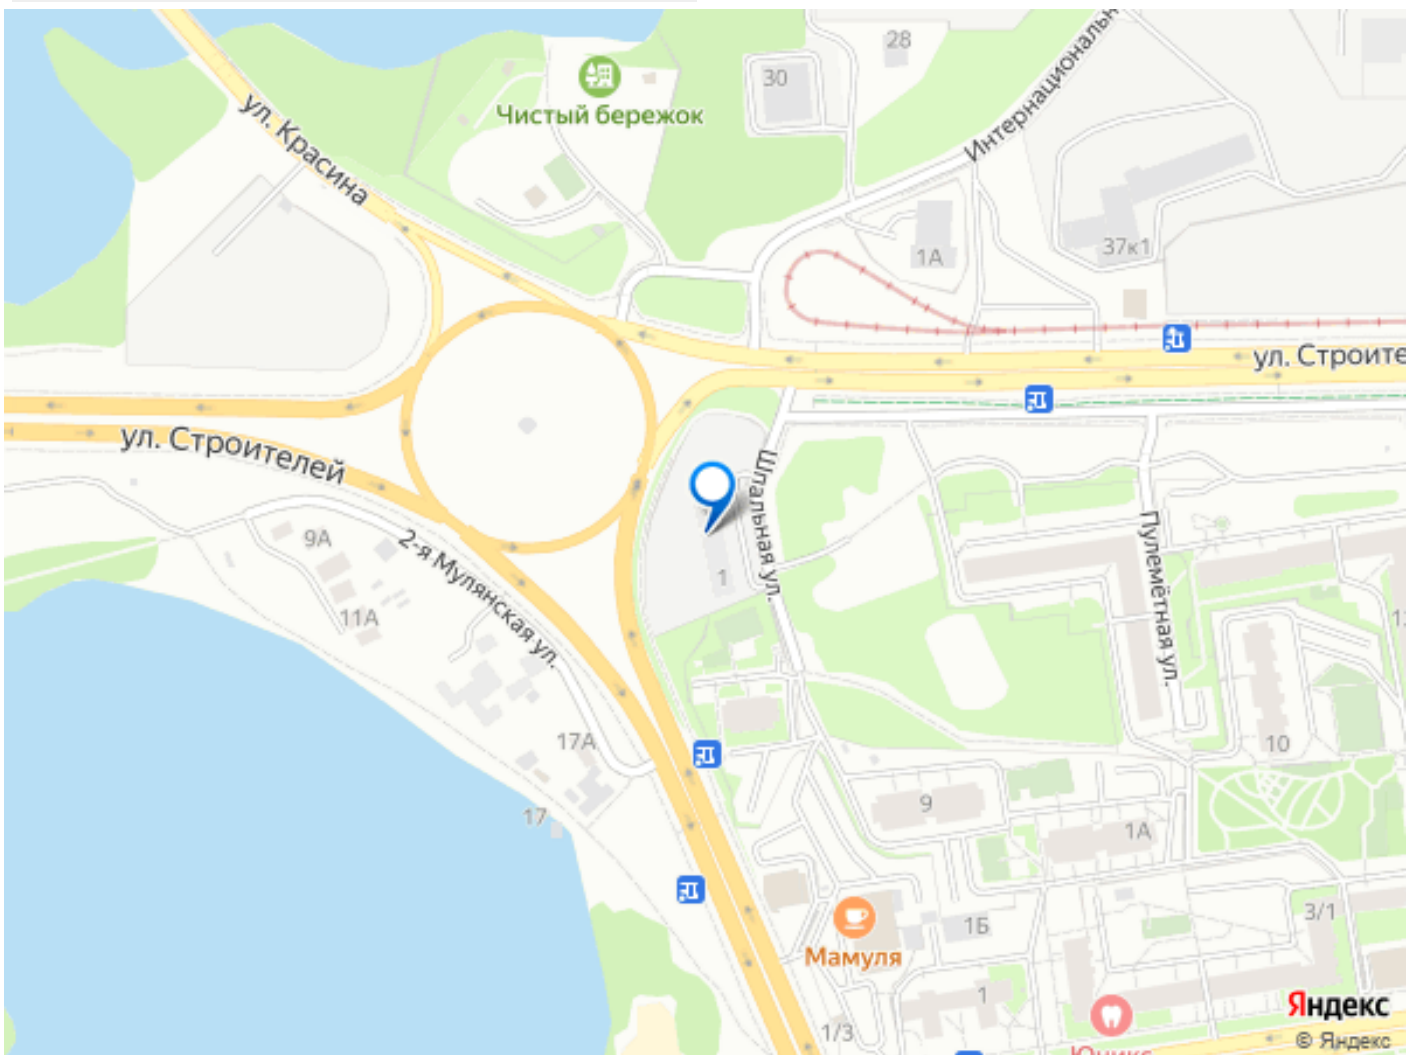 28
30
Чистый бережок
Интернациональн
ул. Красина
37к1
1А
ул. Строите
ул. Строителей
Шпальная ул.
Пулемётная ул.
9А
2-я Мулянская ул.
1
11А
17А
10
17
9
1А
3/1
1Б
Мамуля
1
1/3
Яндекс
© Яндекс